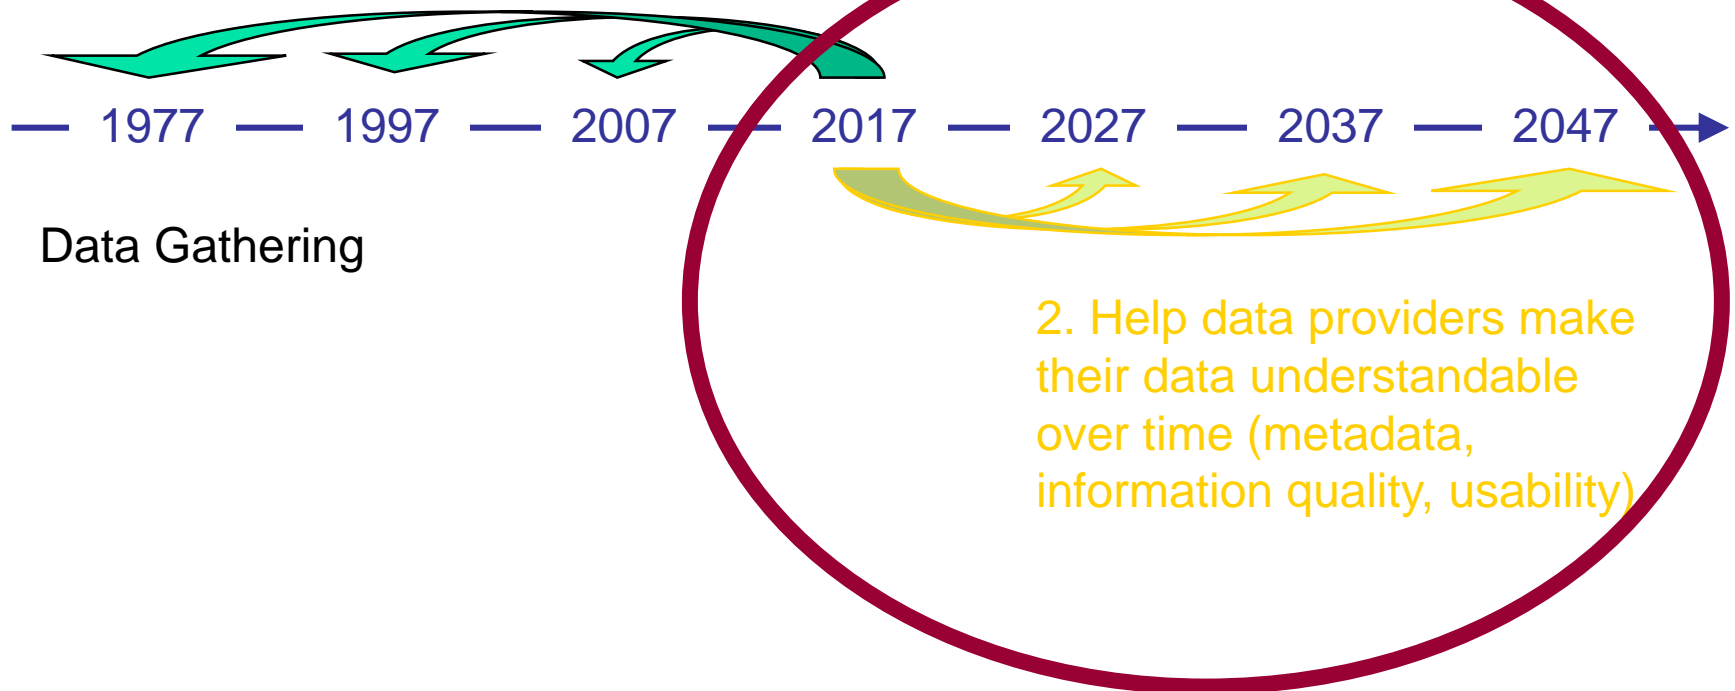 1977 1997 2007 2017 2027 2037 2047
Data Gathering
2. Help data providers make
their data understandable
over time (metadata,
information quality, usability)